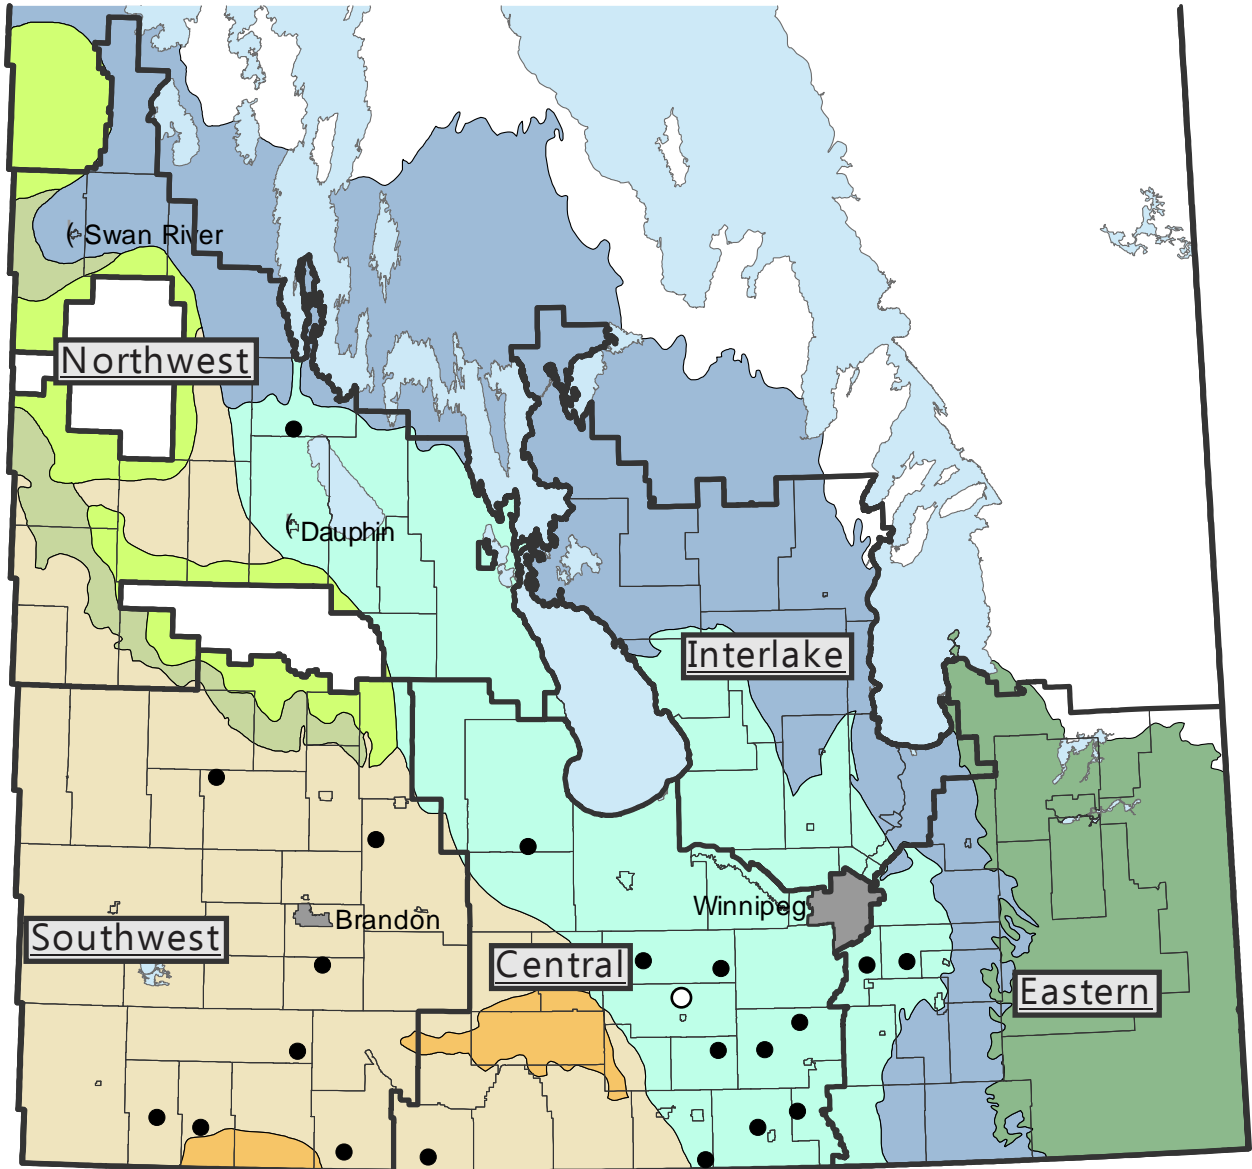 Swan River
Northwest
Dauphin
Interlake
Winnipeg
Brandon
Southwest
Central
Eastern